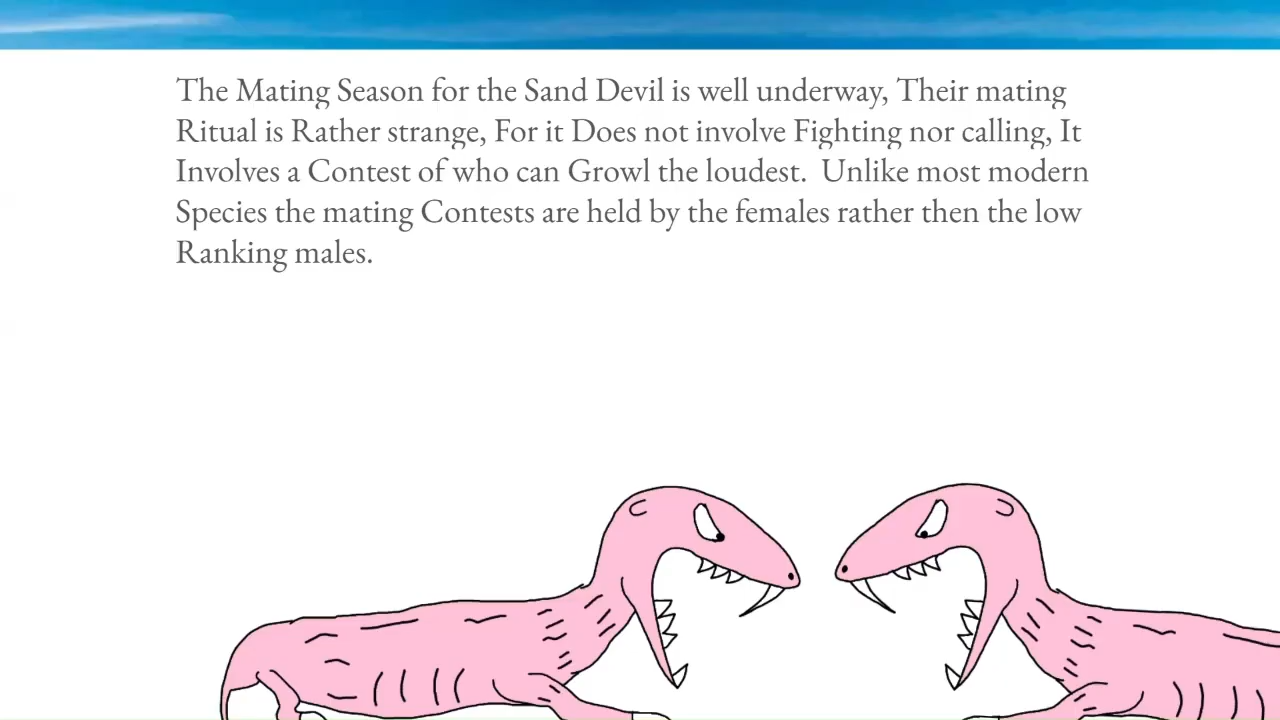 The Mating Season for the Sand Devil is well underway, Their mating
Ritual is Rather strange, For it Does not involve Fighting nor calling, It
Involves a Contest of who can Growl the loudest.  Unlike most modern
Species the mating Contests are held by the females rather then the low
Ranking males.